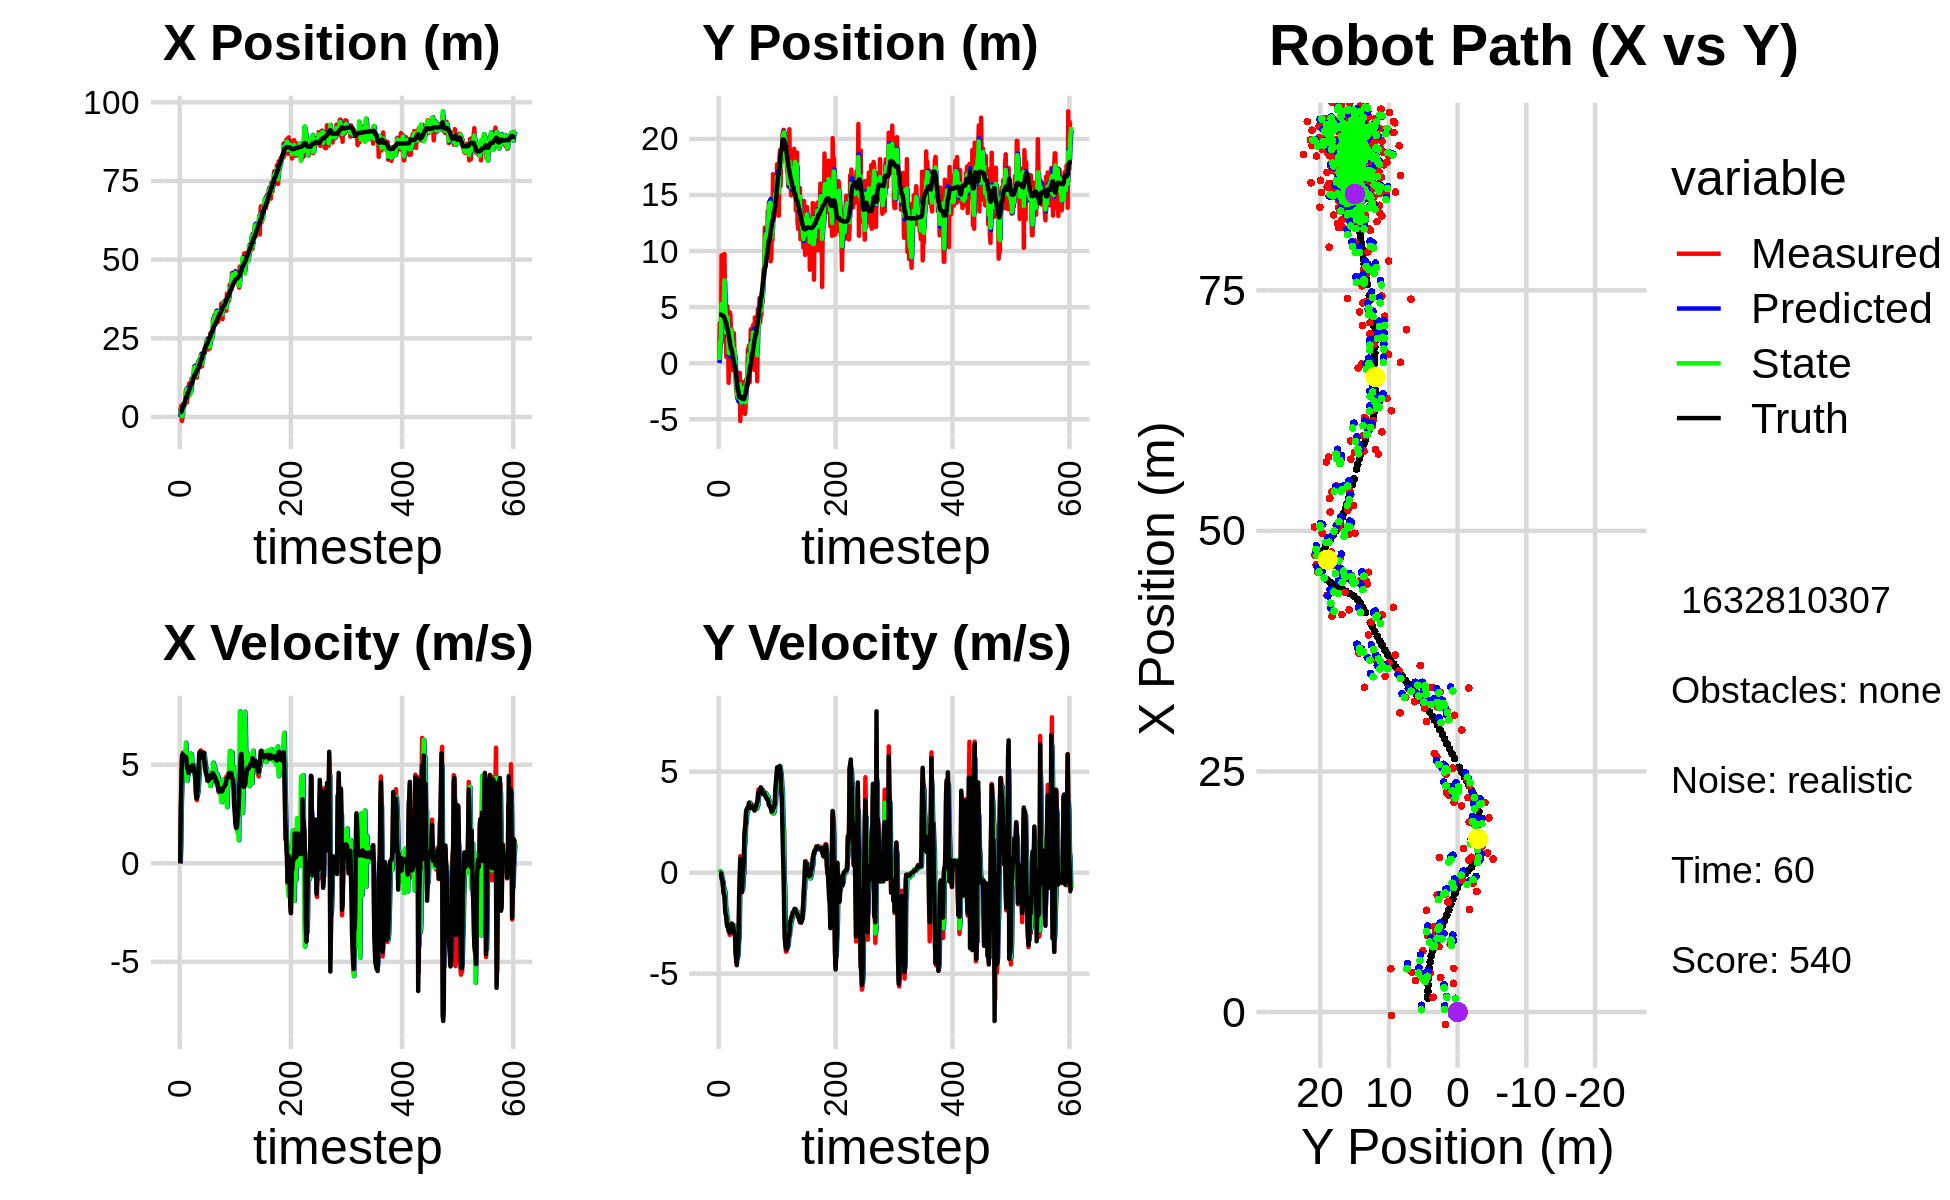 X Position (m)
100
75
50
25
0
0
200
400
600
timestep
Y Position (m)
20
15
10
5
0
-5
0
200
400
600
timestep
X Velocity (m/s)
5
0
-5
0
200
400
600
timestep
Y Velocity (m/s)
5
0
-5
0
200
400
600
timestep
Robot Path (X vs Y)
X Position (m)
75
50
25
0
20 10 0 -10 -20
Y Position (m)
variable
Measured
Predicted
State
Truth
1632810307
Obstacles: none
Noise: realistic
Time: 60
Score: 540